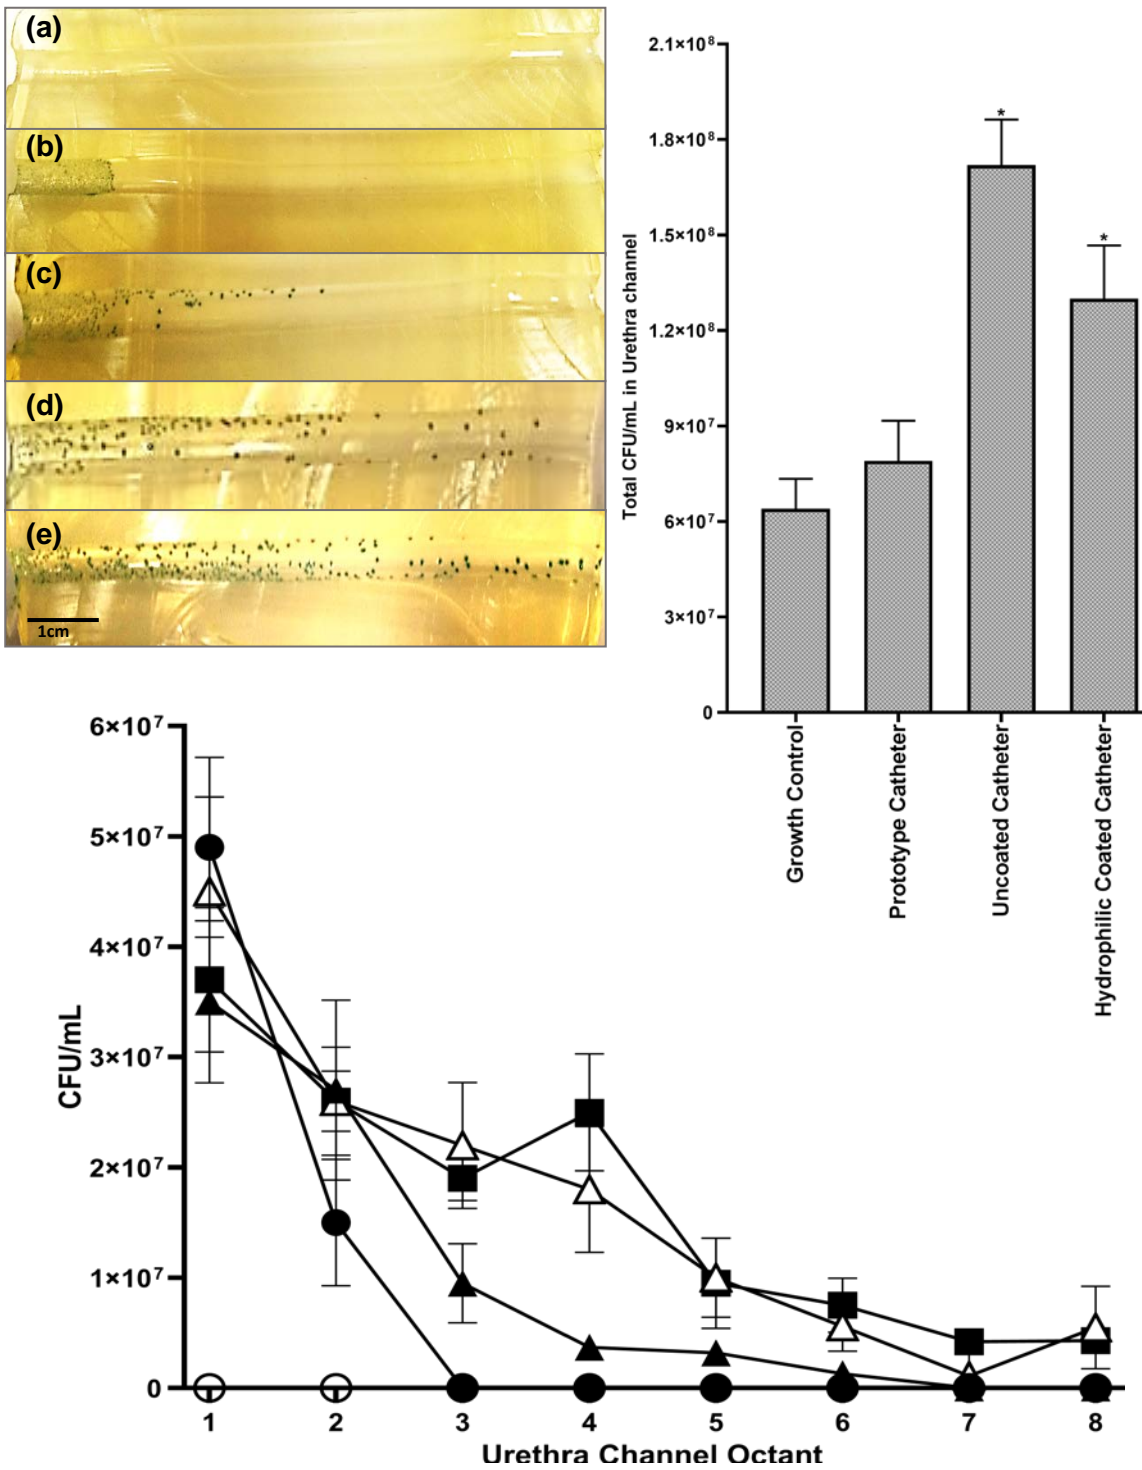 (a)
(b)
(c)
(d)
(e)
1cm
Total CFU/mL in Urethra channel
2.1×10⁸
1.8×10⁸
1.5×10⁸
1.2×10⁸
9×10⁷
6×10⁷
3×10⁷
0
*
*
Growth Control
Prototype Catheter
Uncoated Catheter
Hydrophilic Coated Catheter
CFU/mL
6×10⁷
5×10⁷
4×10⁷
3×10⁷
2×10⁷
1×10⁷
0
1 2 3 4 5 6 7 8
Urethra Channel Octant